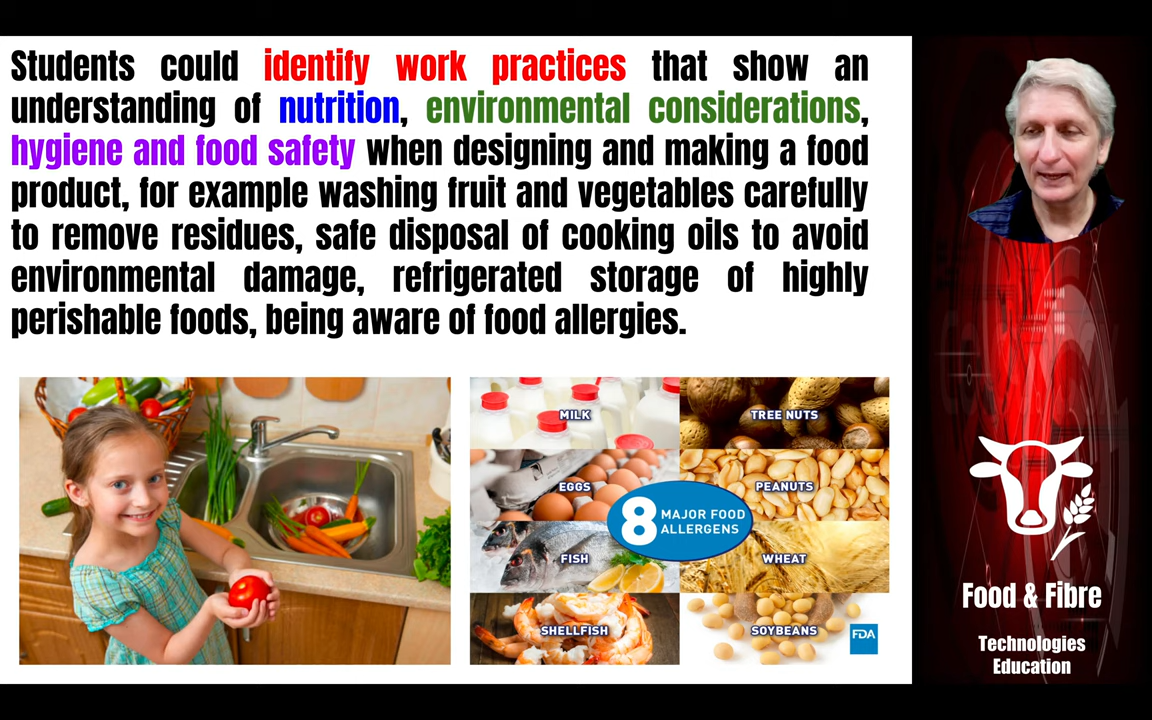 Students could identify work practices that show an
understanding of nutrition, environmental considerations,
hygiene and food safety when designing and making a food
product, for example washing fruit and vegetables carefully
to remove residues, safe disposal of cooking oils to avoid
environmental damage, refrigerated storage of highly
perishable foods, being aware of food allergies.
MILK
TREE NUTS
EGGS
PEANUTS
8 MAJOR FOOD
ALLERGENS
FISH
WHEAT
SHELLFISH
SOYBEANS
FDA
Food & Fibre
Technologies
Education